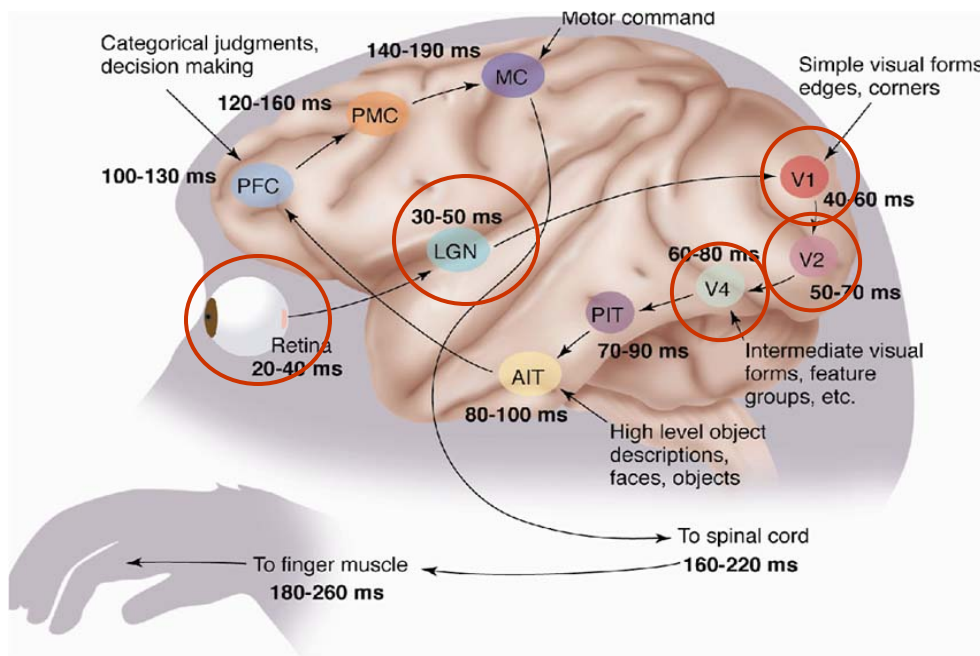 Motor command
Categorical judgments,
decision making
140-190 ms
MC
Simple visual forms
edges, corners
120-160 ms
PMC
100-130 ms
PFC
V1
40-60 ms
30-50 ms
LGN
60-80 ms
V2
50-70 ms
V4
PIT
Retina
20-40 ms
70-90 ms
Intermediate visual
forms, feature
groups, etc.
AIT
80-100 ms
High level object
descriptions,
faces, objects
To spinal cord
160-220 ms
To finger muscle
180-260 ms